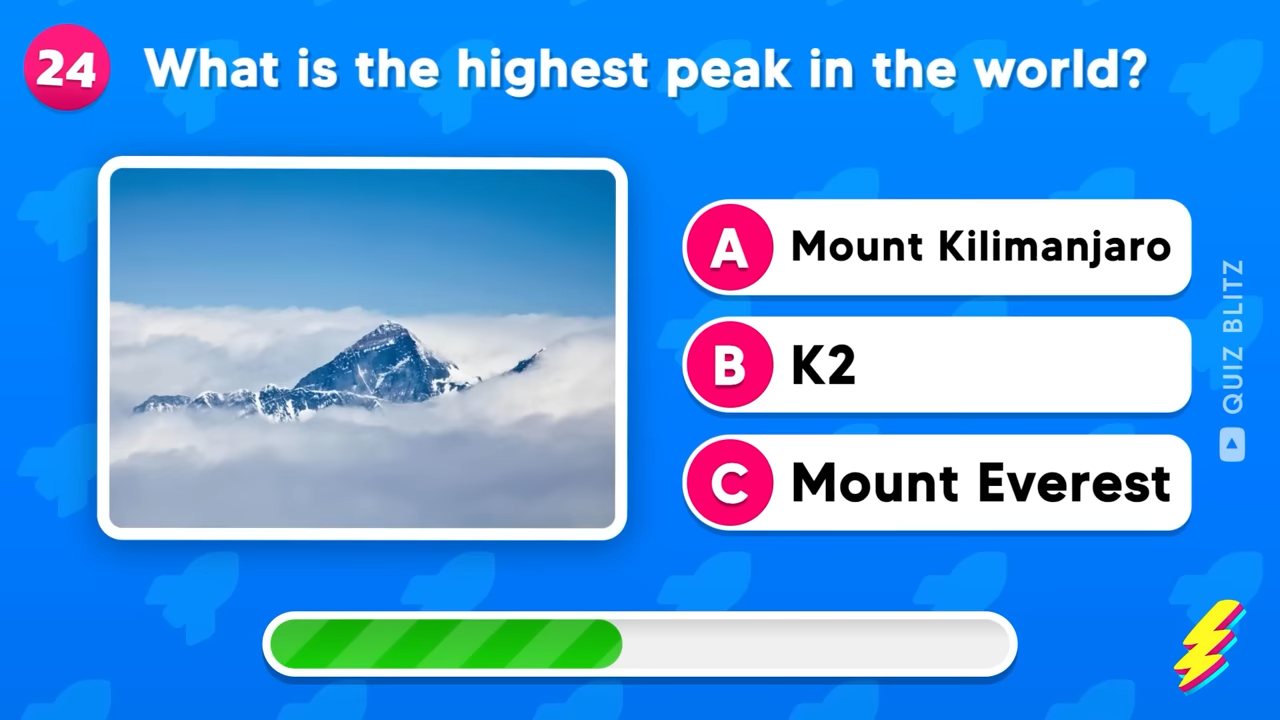 24
What is the highest peak in the world?
A Mount Kilimanjaro
B K2
C Mount Everest
QUIZ BLITZ